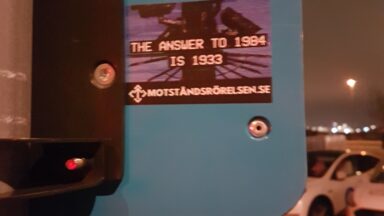 THE ANSWER TO 1984
IS 1933
MOTSTÅNDSRÖRELSEN.SE